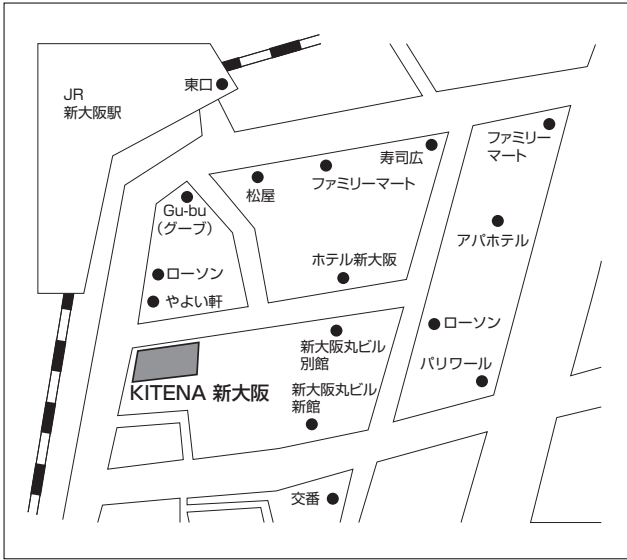 JR
新大阪駅
東口
寿司広
ファミリー
マート
松屋
ファミリーマート
Gu-bu
（グーブ）
アパホテル
ホテル新大阪
ローソン
やよい軒
ローソン
新大阪丸ビル
別館
パリワール
KITENA 新大阪
新大阪丸ビル
新館
交番